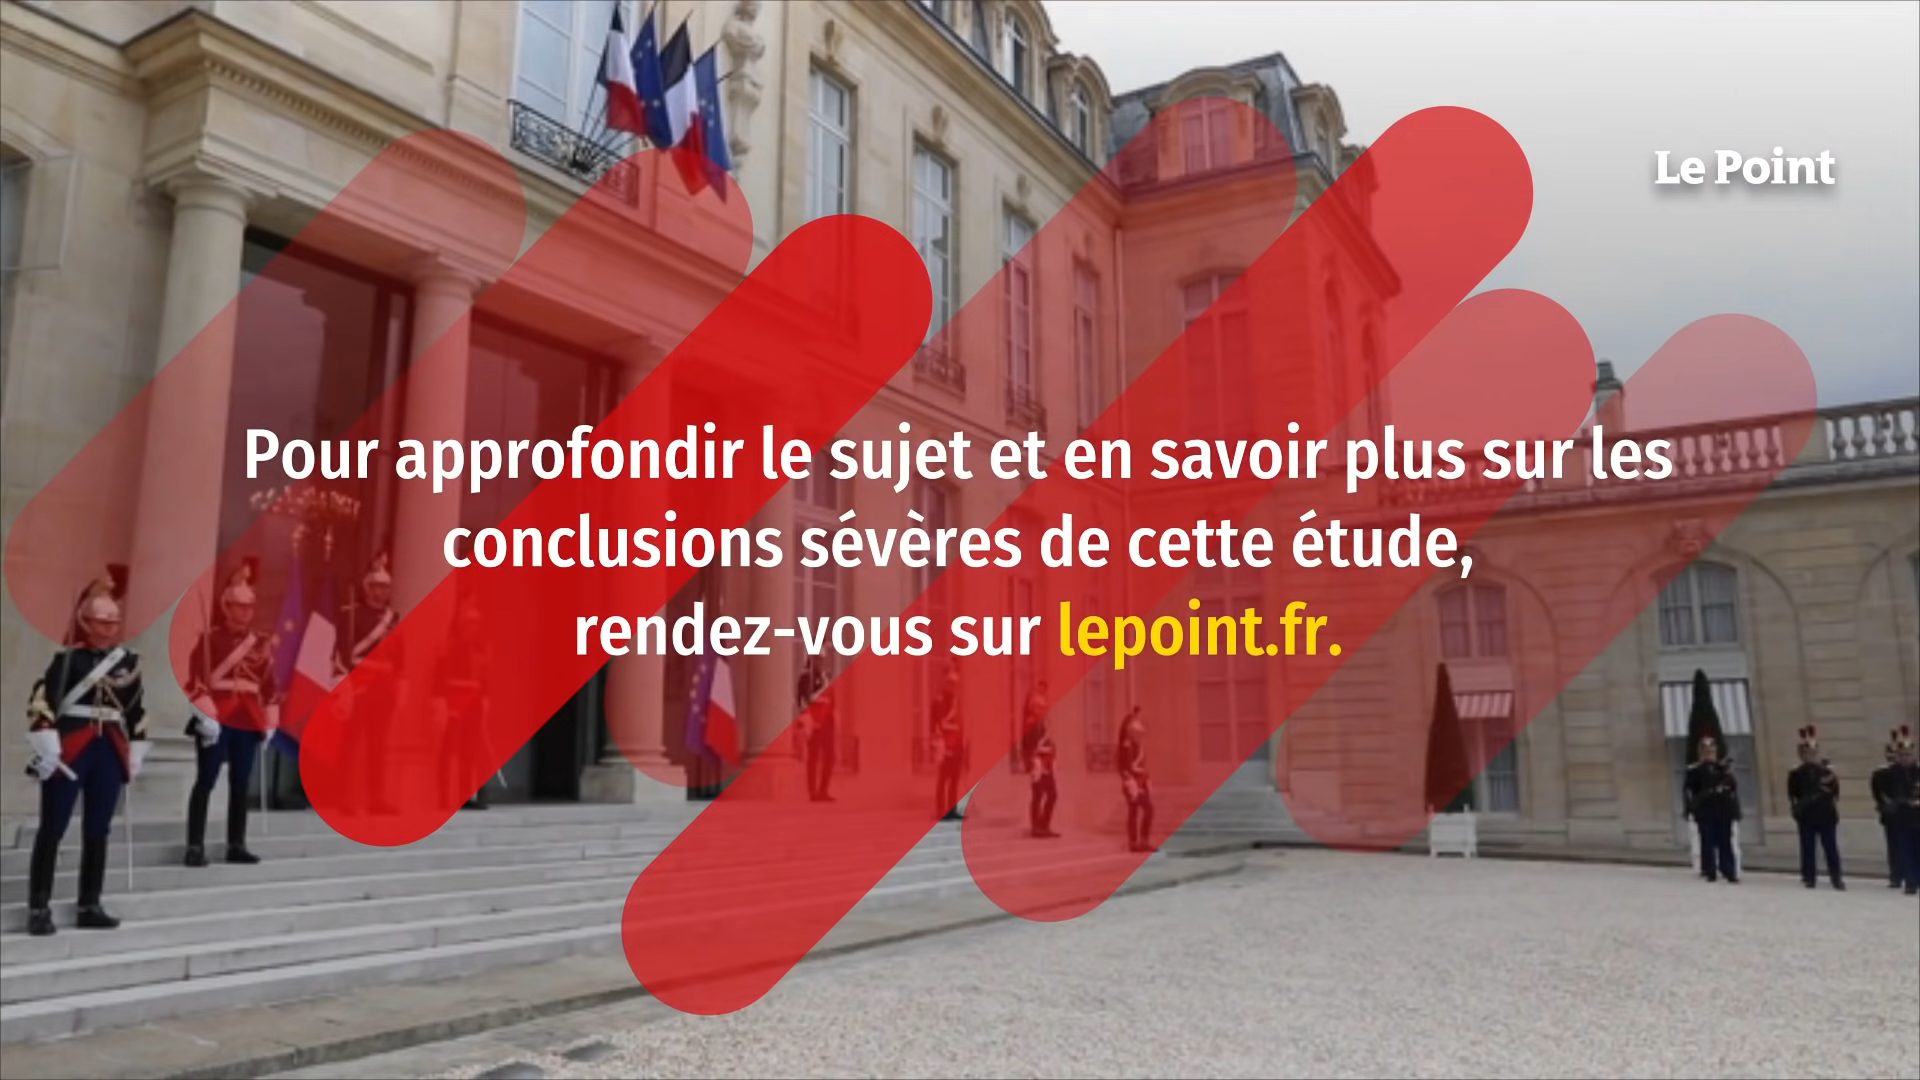 Le Point
Pour approfondir le sujet et en savoir plus sur les
conclusions sévères de cette étude,
rendez-vous sur lepoint.fr.